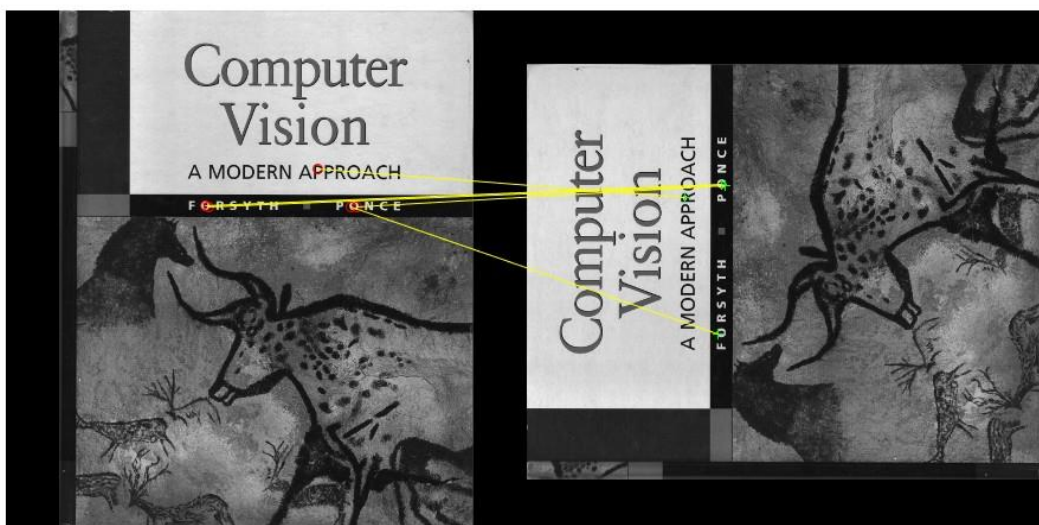 Computer
Vision
A MODERN APPROACH
FORSYTH PONCE
Computer
Vision
A MODERN APPROACH
FORSYTH PONCE